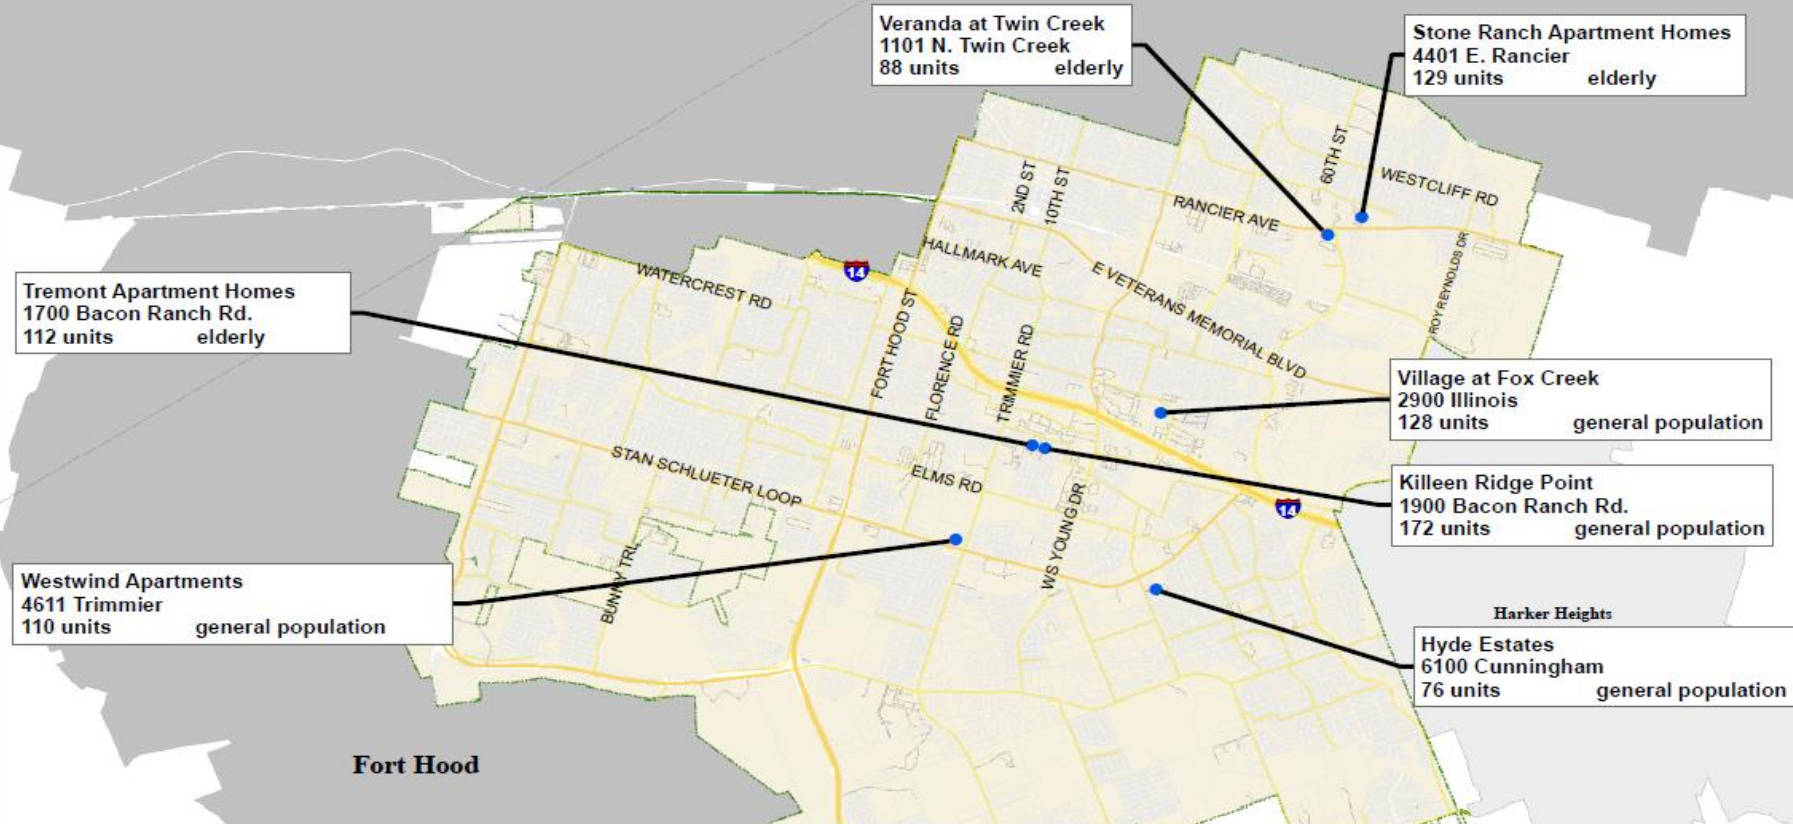 Veranda at Twin Creek
1101 N. Twin Creek
88 units elderly
Stone Ranch Apartment Homes
4401 E. Rancier
129 units elderly
60TH ST
WESTCLIFF RD
2ND ST
10TH ST
RANCIER AVE
HALLMARK AVE
ROY REYNOLDS DR
14
WATERCREST RD
E VETERANS MEMORIAL BLVD
Tremont Apartment Homes
1700 Bacon Ranch Rd.
112 units elderly
FORT HOOD ST
FLORENCE RD
TRIMMIER RD
Village at Fox Creek
2900 Illinois
128 units general population
STAN SCHLUETER LOOP
ELMS RD
WS YOUNG DR
14
Killeen Ridge Point
1900 Bacon Ranch Rd.
172 units general population
BUNNY TRL
Westwind Apartments
4611 Trimmier
110 units general population
Harker Heights
Hyde Estates
6100 Cunningham
76 units general population
Fort Hood